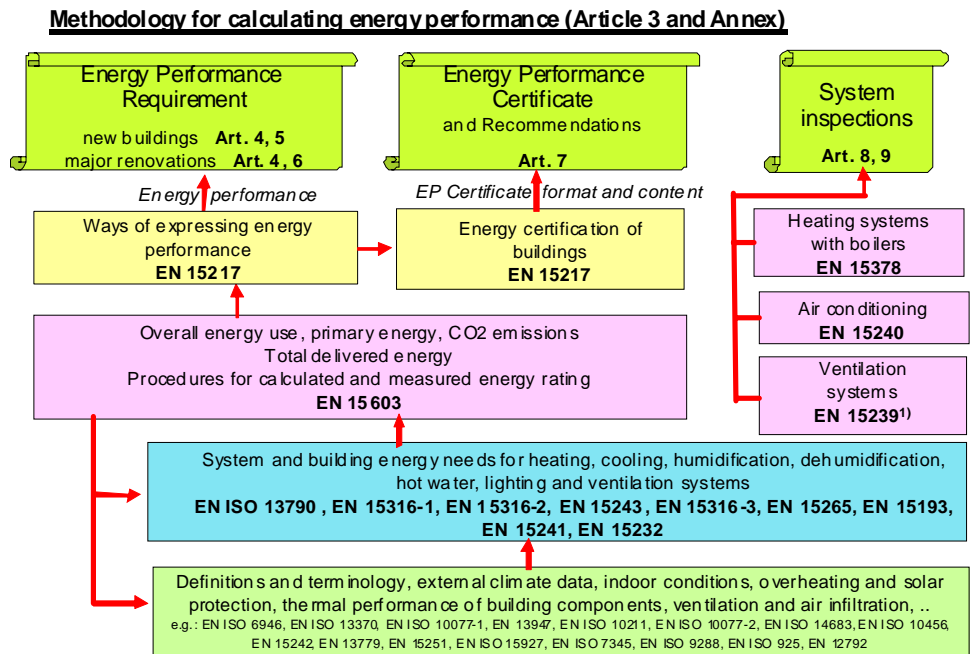 Methodology for calculating energy performance (Article 3 and Annex)
Energy Performance
Requirement
new buildings Art. 4, 5
major renovations Art. 4, 6
Energy Performance
Certificate
and Recommendations
Art. 7
System
inspections
Art. 8, 9
Energy performance
EP Certificate format and content
Ways of expressing energy
performance
EN 15217
Energy certification of
buildings
EN 15217
Heating systems
with boilers
EN 15378
Air conditioning
EN 15240
Ventilation
systems
EN 15239¹⁾
Overall energy use, primary energy, CO2 emissions
Total delivered energy
Procedures for calculated and measured energy rating
EN 15603
System and building energy needs for heating, cooling, humidification, dehumidification,
hot water, lighting and ventilation systems
EN ISO 13790 , EN 15316-1, EN 15316-2, EN 15243, EN 15316-3, EN 15265, EN 15193,
EN 15241, EN 15232
Definitions and terminology, external climate data, indoor conditions, overheating and solar
protection, thermal performance of building components, ventilation and air infiltration, ..
e.g.: EN ISO 6946, EN ISO 13370, EN ISO 10077-1, EN 13947, EN ISO 10211, EN ISO 10077-2, EN ISO 14683, EN ISO 10456,
EN 15242, EN 13779, EN 15251, EN ISO 15927, EN ISO 7345, EN ISO 9288, EN ISO 925, EN 12792